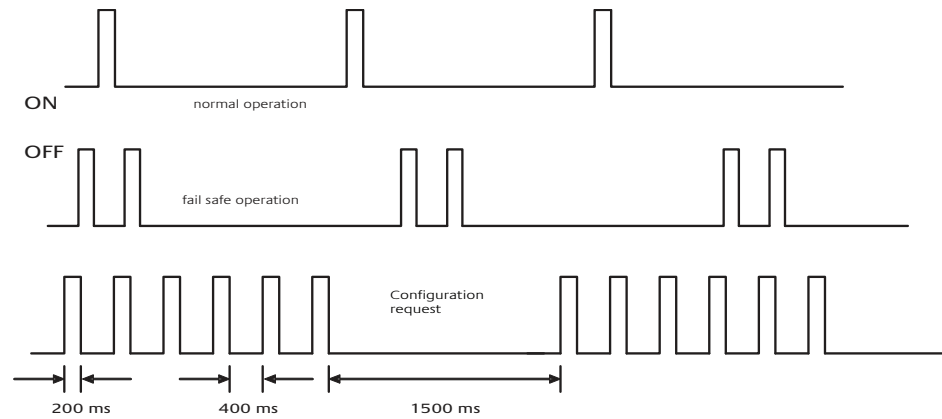 ON
normal operation
OFF
fail safe operation
Configuration
request
200 ms
400 ms
1500 ms